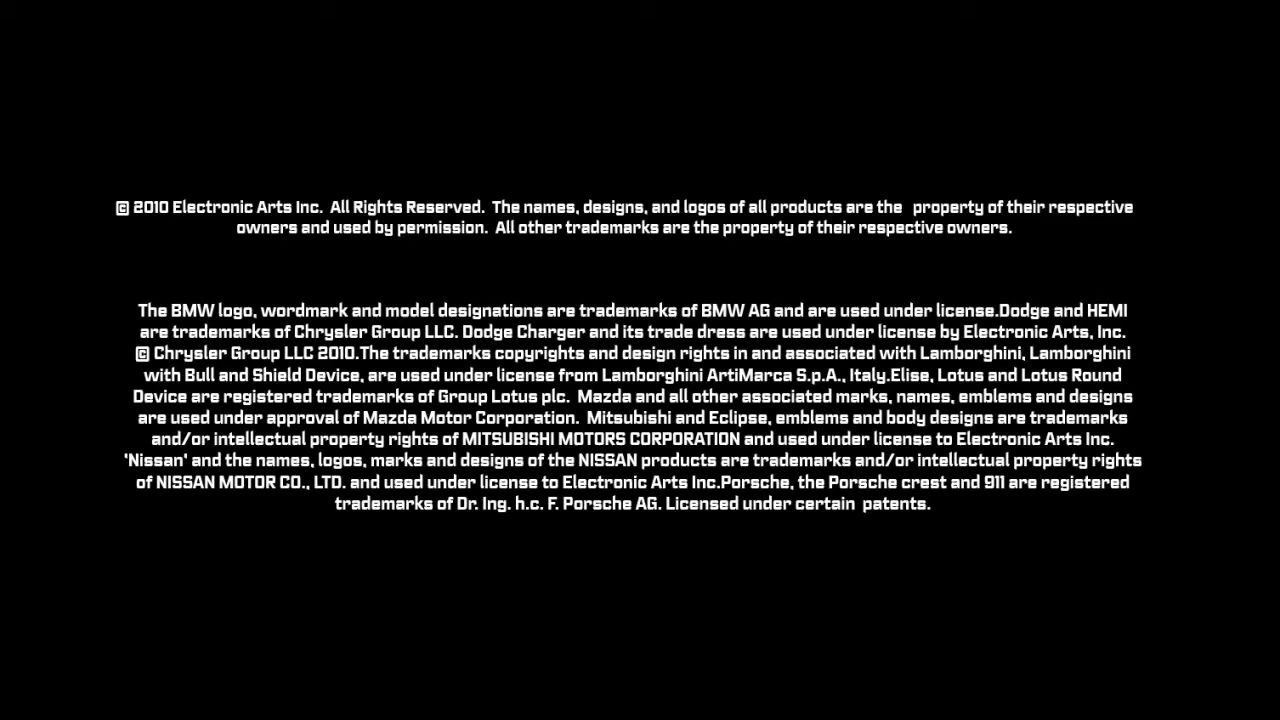 © 2010 Electronic Arts Inc.  All Rights Reserved.  The names, designs, and logos of all products are the  property of their respective
owners and used by permission.  All other trademarks are the property of their respective owners.
The BMW logo, wordmark and model designations are trademarks of BMW AG and are used under license.Dodge and HEMI
are trademarks of Chrysler Group LLC. Dodge Charger and its trade dress are used under license by Electronic Arts, Inc.
© Chrysler Group LLC 2010.The trademarks copyrights and design rights in and associated with Lamborghini, Lamborghini
with Bull and Shield Device, are used under license from Lamborghini ArtiMarca S.p.A., Italy.Elise, Lotus and Lotus Round
Device are registered trademarks of Group Lotus plc.  Mazda and all other associated marks, names, emblems and designs
are used under approval of Mazda Motor Corporation.  Mitsubishi and Eclipse, emblems and body designs are trademarks
and/or intellectual property rights of MITSUBISHI MOTORS CORPORATION and used under license to Electronic Arts Inc.
'Nissan' and the names, logos, marks and designs of the NISSAN products are trademarks and/or intellectual property rights
of NISSAN MOTOR CO., LTD. and used under license to Electronic Arts Inc.Porsche, the Porsche crest and 911 are registered
trademarks of Dr. Ing. h.c. F. Porsche AG. Licensed under certain  patents.